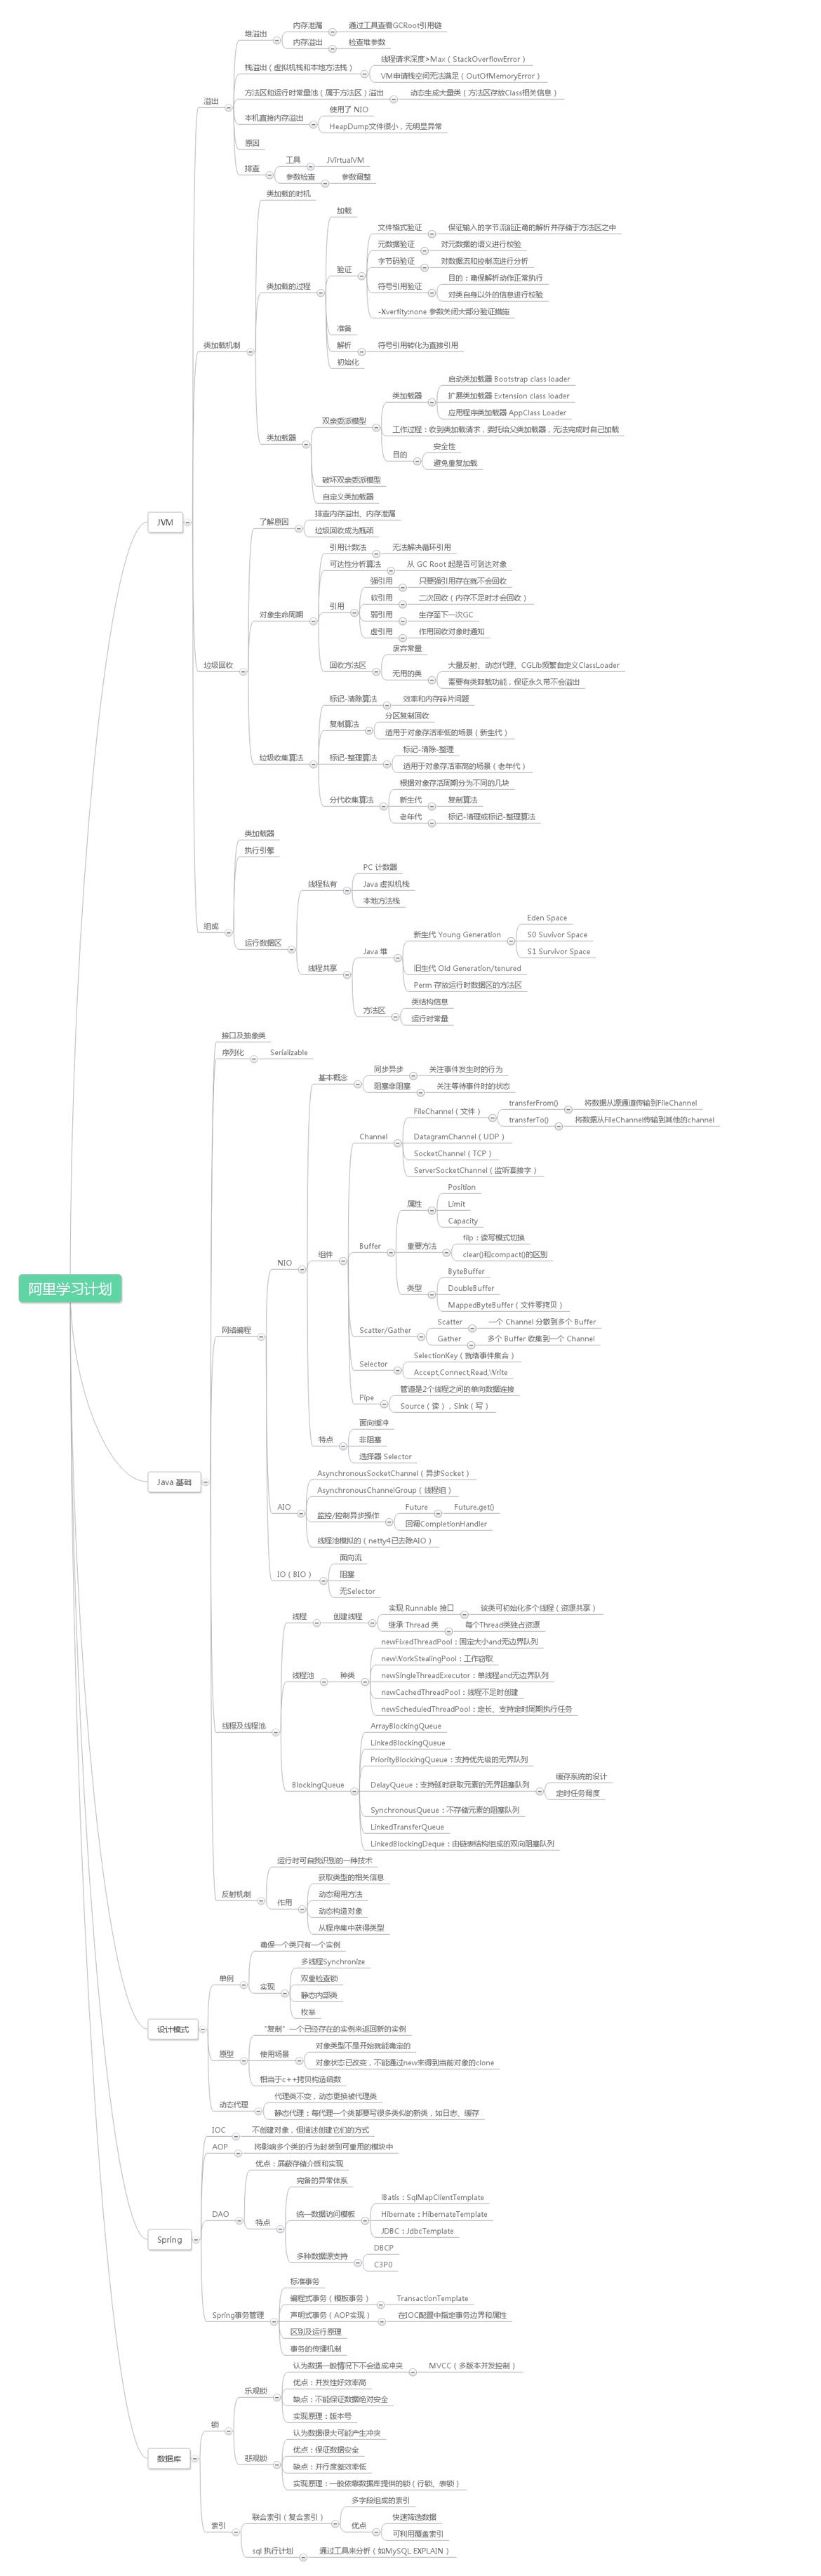 阿里学习计划
JVM
溢出
堆溢出
内存泄漏
通过工具查看GCRoot引用链
内存溢出
检查堆参数
栈溢出（虚拟机栈和本地方法栈）
线程请求深度>Max（StackOverflowError）
VM申请栈空间无法满足（OutOfMemoryError）
方法区和运行时常量池（属于方法区）溢出
动态生成大量类（方法区存放Class相关信息）
本机直接内存溢出
使用了 NIO
HeapDump文件很小，无明显异常
原因
排查
工具
JVirtualVM
参数检查
参数调整
类加载机制
类加载的时机
类加载的过程
加载
验证
文件格式验证
保证输入的字节流能正确的解析并存储于方法区之中
元数据验证
对元数据的语义进行校验
字节码验证
对数据流和控制流进行分析
符号引用验证
目的：确保解析动作正常执行
对类自身以外的信息进行校验
-Xverfity:none 参数关闭大部分验证措施
准备
解析
符号引用转化为直接引用
初始化
类加载器
双亲委派模型
类加载器
启动类加载器 Bootstrap class loader
扩展类加载器 Extension class loader
应用程序类加载器 AppClass Loader
工作过程：收到类加载请求，委托给父类加载器，无法完成时自己加载
目的
安全性
避免重复加载
破坏双亲委派模型
自定义类加载器
垃圾回收
了解原因
排查内存溢出、内存泄漏
垃圾回收成为瓶颈
对象生命周期
引用计数法
无法解决循环引用
可达性分析算法
从 GC Root 起是否可到达对象
引用
强引用
只要强引用存在就不会回收
软引用
二次回收（内存不足时才会回收）
弱引用
生存至下一次GC
虚引用
作用回收对象时通知
回收方法区
废弃常量
无用的类
大量反射、动态代理、CGLib频繁自定义ClassLoader
需要有类卸载功能，保证永久带不会溢出
垃圾收集算法
标记-清除算法
效率和内存碎片问题
复制算法
分区复制回收
适用于对象存活率低的场景（新生代）
标记-整理算法
标记-清除-整理
适用于对象存活率高的场景（老年代）
分代收集算法
根据对象存活周期分为不同的几块
新生代
复制算法
老年代
标记-清理或标记-整理算法
组成
类加载器
执行引擎
运行数据区
线程私有
PC 计数器
Java 虚拟机栈
本地方法栈
线程共享
Java 堆
新生代 Young Generation
Eden Space
S0 Suvivor Space
S1 Survivor Space
旧生代 Old Generation/tenured
Perm 存放运行时数据区的方法区
方法区
类结构信息
运行时常量
Java 基础
接口及抽象类
序列化
Serializable
网络编程
NIO
基本概念
同步异步
关注事件发生时的行为
阻塞非阻塞
关注等待事件时的状态
组件
Channel
FileChannel（文件）
transferFrom()
将数据从源通道传输到FileChannel
transferTo()
将数据从FileChannel传输到其他的channel
DatagramChannel（UDP）
SocketChannel（TCP）
ServerSocketChannel（监听套接字）
Buffer
属性
Position
Limit
Capacity
重要方法
flip：读写模式切换
clear()和compact()的区别
类型
ByteBuffer
DoubleBuffer
MappedByteBuffer（文件零拷贝）
Scatter/Gather
Scatter
一个 Channel 分散到多个 Buffer
Gather
多个 Buffer 收集到一个 Channel
Selector
SelectionKey（就绪事件集合）
Accept,Connect,Read,Write
Pipe
管道是2个线程之间的单向数据连接
Source（读），Sink（写）
特点
面向缓冲
非阻塞
选择器 Selector
AIO
AsynchronousSocketChannel（异步Socket）
AsynchronousChannelGroup（线程组）
监控/控制异步操作
Future
Future.get()
回调CompletionHandler
线程池模拟的（netty4已去除AIO）
IO（BIO）
面向流
阻塞
无Selector
线程及线程池
线程
创建线程
实现 Runnable 接口
该类可初始化多个线程（资源共享）
继承 Thread 类
每个Thread类独占资源
线程池
种类
newFixedThreadPool：固定大小and无边界队列
newWorkStealingPool：工作窃取
newSingleThreadExecutor：单线程and无边界队列
newCachedThreadPool：线程不足时创建
newScheduledThreadPool：定长、支持定时周期执行任务
BlockingQueue
ArrayBlockingQueue
LinkedBlockingQueue
PriorityBlockingQueue：支持优先级的无界队列
DelayQueue：支持延时获取元素的无界阻塞队列
缓存系统的设计
定时任务调度
SynchronousQueue：不存储元素的阻塞队列
LinkedTransferQueue
LinkedBlockingDeque：由链表结构组成的双向阻塞队列
反射机制
运行时可自我识别的一种技术
作用
获取类型的相关信息
动态调用方法
动态构造对象
从程序集中获得类型
设计模式
单例
确保一个类只有一个实例
实现
多线程Synchronize
双重检查锁
静态内部类
枚举
原型
“复制”一个已经存在的实例来返回新的实例
使用场景
对象类型不是开始就能确定的
对象状态已改变，不能通过new来得到当前对象的clone
相当于c++拷贝构造函数
动态代理
代理类不变，动态更换被代理类
静态代理：每代理一个类都要写很多类似的新类，如日志、缓存
Spring
IOC
不创建对象，但描述创建它们的方式
AOP
将影响多个类的行为封装到可重用的模块中
DAO
优点：屏蔽存储介质和实现
特点
完备的异常体系
统一数据访问模板
iBatis：SqlMapClientTemplate
Hibernate：HibernateTemplate
JDBC：JdbcTemplate
多种数据源支持
DBCP
C3P0
Spring事务管理
标准事务
编程式事务（模板事务）
TransactionTemplate
声明式事务（AOP实现）
在IOC配置中指定事务边界和属性
区别及运行原理
事务的传播机制
数据库
锁
乐观锁
认为数据一般情况下不会造成冲突
MVCC（多版本并发控制）
优点：并发性好效率高
缺点：不能保证数据绝对安全
实现原理：版本号
悲观锁
认为数据很大可能产生冲突
优点：保证数据安全
缺点：并行度差效率低
实现原理：一般依靠数据库提供的锁（行锁、表锁）
索引
联合索引（复合索引）
多字段组成的索引
优点
快速筛选数据
可利用覆盖索引
sql 执行计划
通过工具来分析（如MySQL EXPLAIN）